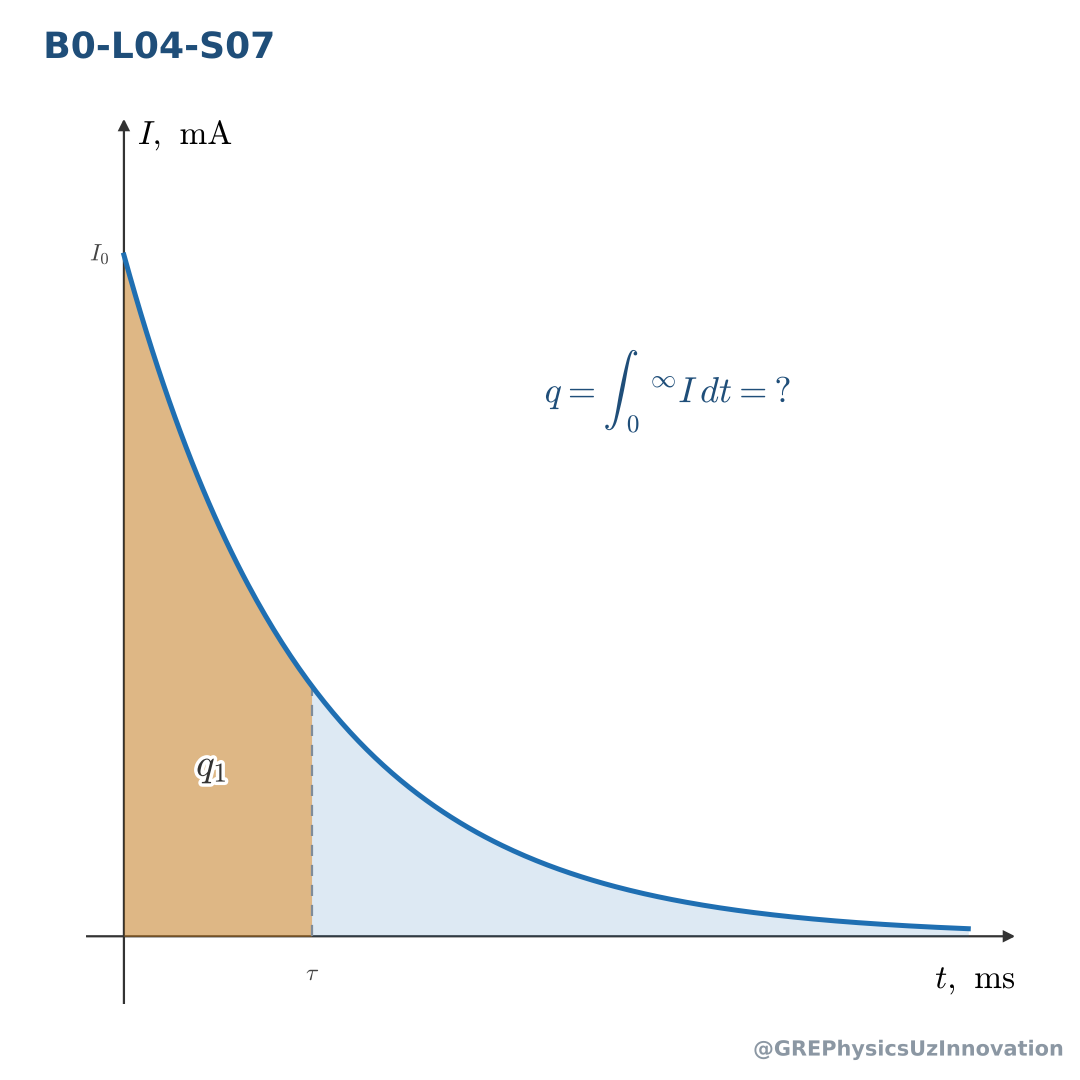 B0-L04-S07
I, mA
I₀
q = ∫₀ ^∞ I dt = ?
q₁
τ
t, ms
@GREPhysicsUzInnovation